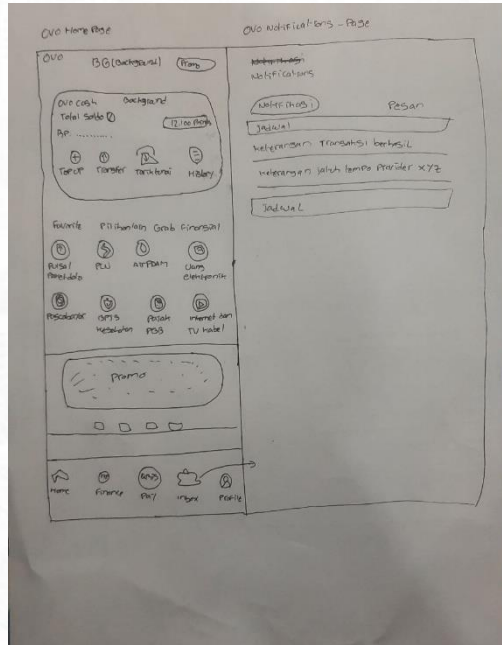 OVO Home Page
OVO Notifications - Page
OVO
BG (Background)
Promo
OVO Cash
Background
Total Saldo
RP. ............
12.100 Points
TOP UP
Transfer
Tarik tunai
History
Favorite
Pilihan lain
Grab
Finansial
Pulsa/
Paket data
PLN
AIR PDAM
Uang
elektronik
Pascabayar
BPJS
Kesehatan
Pajak
PBB
Internet dan
TV Kabel
Promo
Home
Finance
Pay
Inbox
Profile
Notifications
Notifikasi
Pesan
Jadwal
Keterangan Transaksi berhasil
Keterangan jatuh tempo Provider XYZ
Jadwal